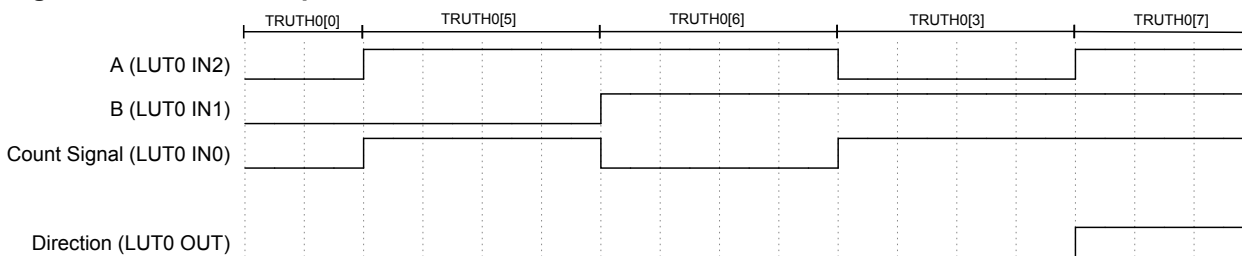 TRUTH0[0] TRUTH0[5] TRUTH0[6] TRUTH0[3] TRUTH0[7]
A (LUT0 IN2)
B (LUT0 IN1)
Count Signal (LUT0 IN0)
Direction (LUT0 OUT)